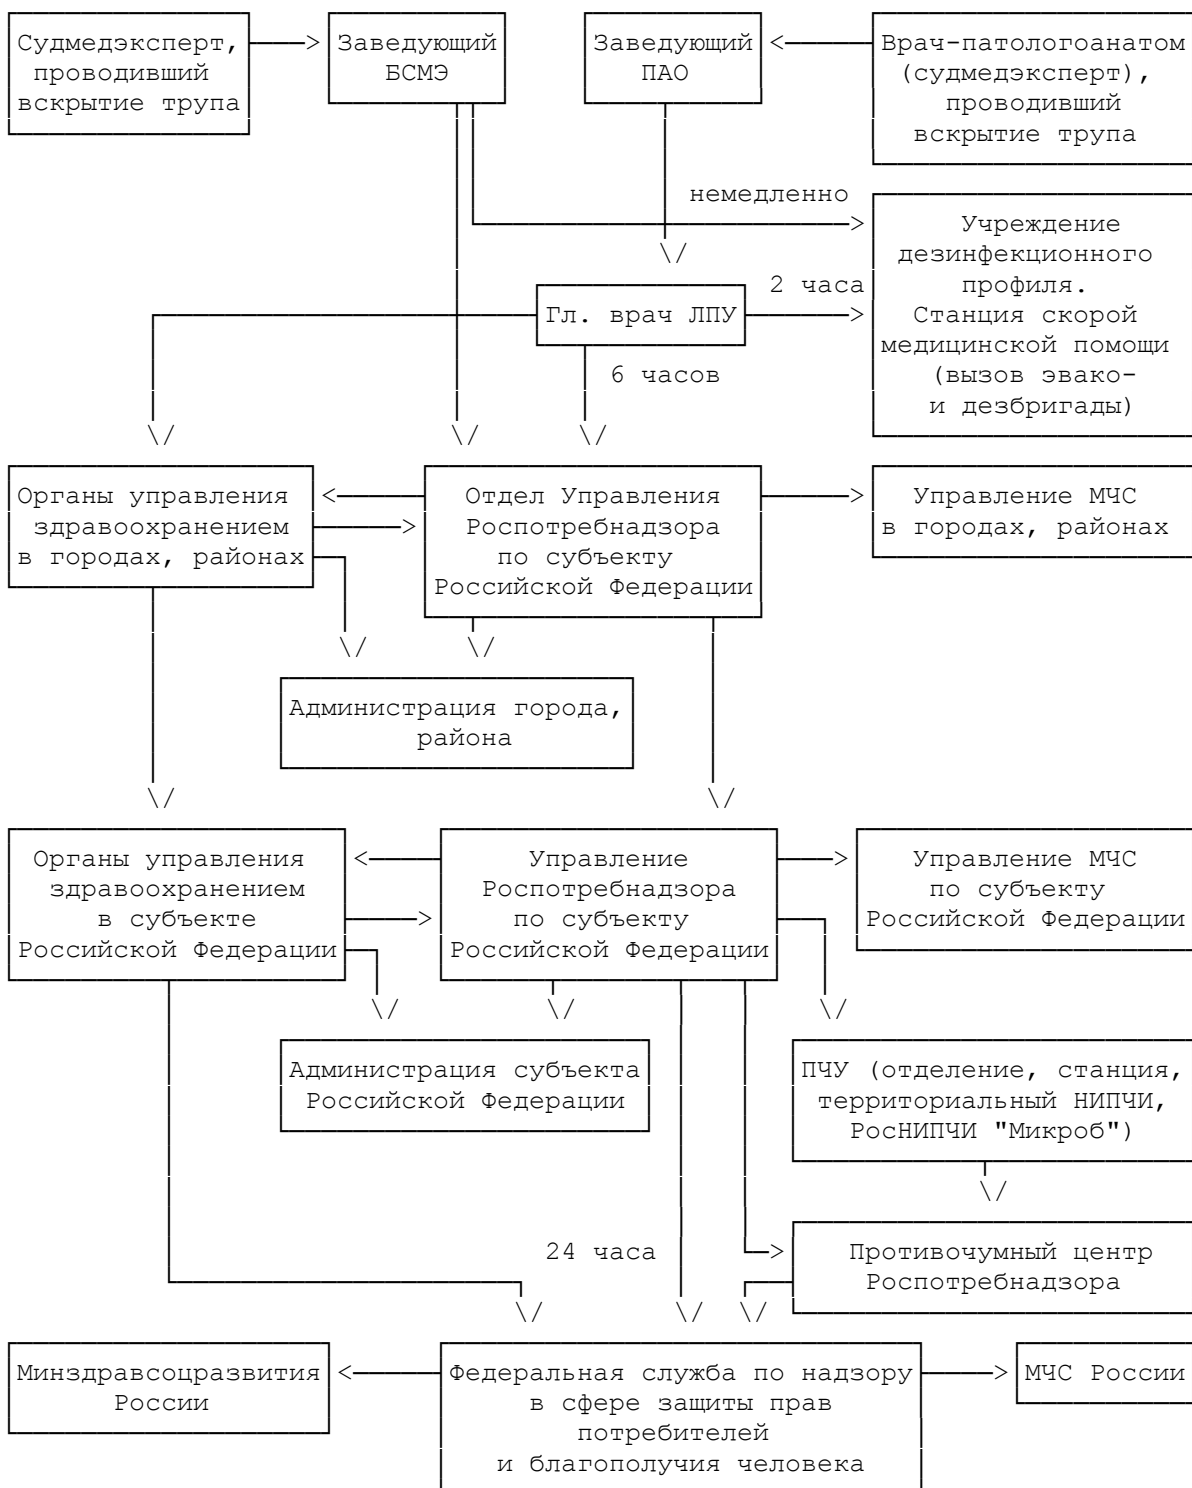 Судмедэксперт,
проводивший
вскрытие трупа
Заведующий
БСМЭ
Заведующий
ПАО
Врач-патологоанатом
(судмедэксперт),
проводивший
вскрытие трупа
немедленно
Учреждение
дезинфекционного
профиля.
Станция скорой
медицинской помощи
(вызов эвако-
и дезбригады)
2 часа
Гл. врач ЛПУ
6 часов
Органы управления
здравоохранением
в городах, районах
Отдел Управления
Роспотребнадзора
по субъекту
Российской Федерации
Управление МЧС
в городах, районах
Администрация города,
района
Органы управления
здравоохранением
в субъекте
Российской Федерации
Управление
Роспотребнадзора
по субъекту
Российской Федерации
Управление МЧС
по субъекту
Российской Федерации
Администрация субъекта
Российской Федерации
ПЧУ (отделение, станция,
территориальный НИПЧИ,
РосНИПЧИ "Микроб")
24 часа
Противочумный центр
Роспотребнадзора
Минздравсоцразвития
России
Федеральная служба по надзору
в сфере защиты прав
потребителей
и благополучия человека
МЧС России